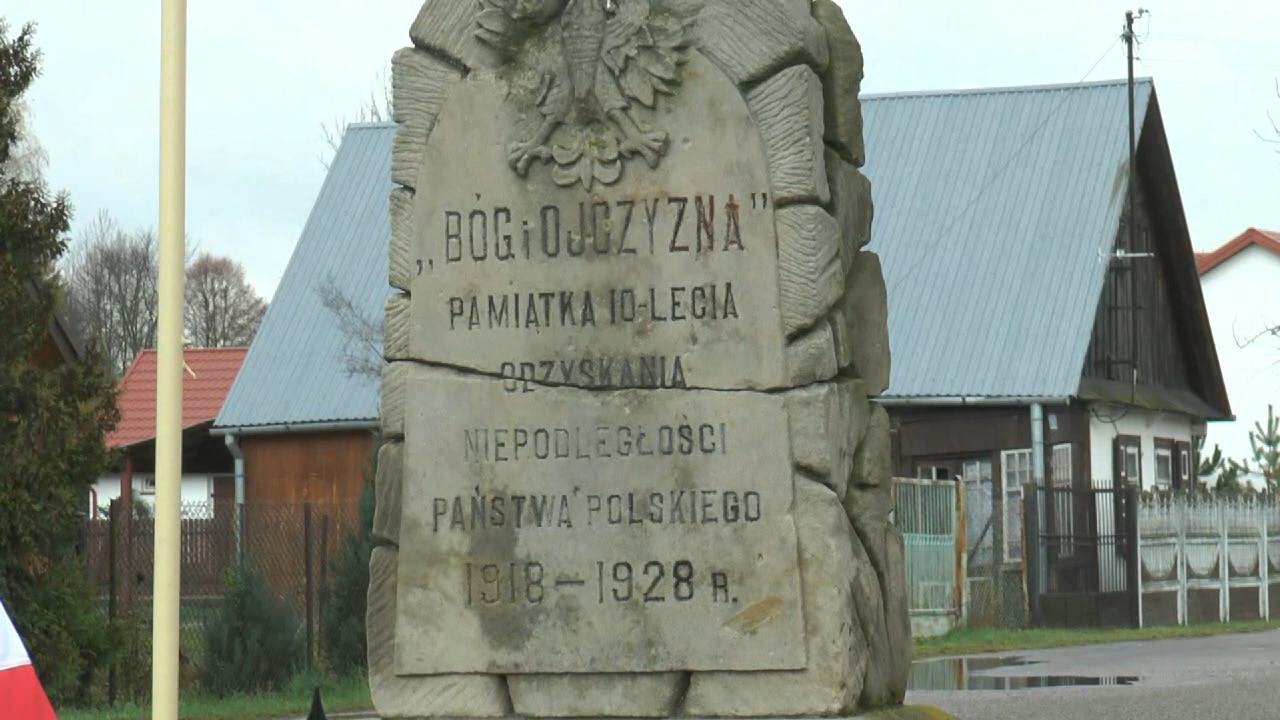 „BÓG i OJCZYZNA”
PAMIĄTKA 10-LECIA
ODZYSKANIA
NIEPODLEGŁOŚCI
PAŃSTWA POLSKIEGO
1918–1928 R.